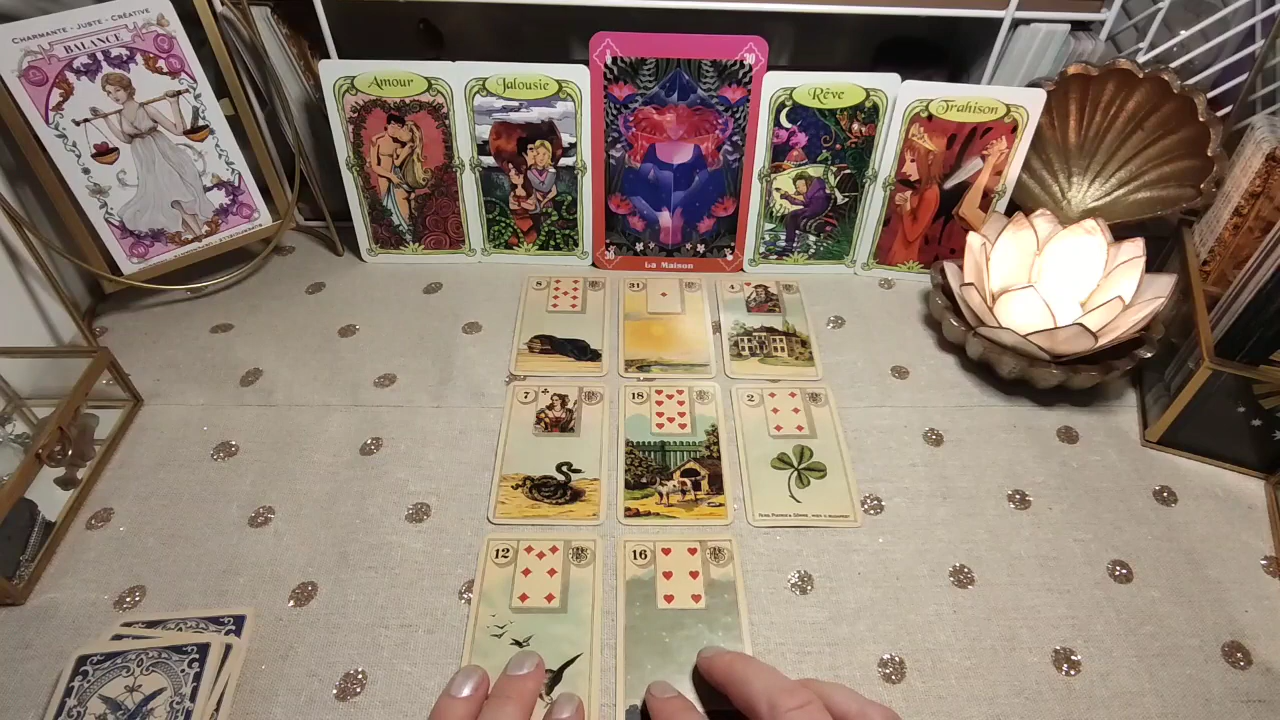 CHARMANTE - JUSTE - CRÉATIVE
BALANCE
Amour
Jalousie
Rêve
Trahison
30
La Maison
8
31
4
7
18
2
12
16